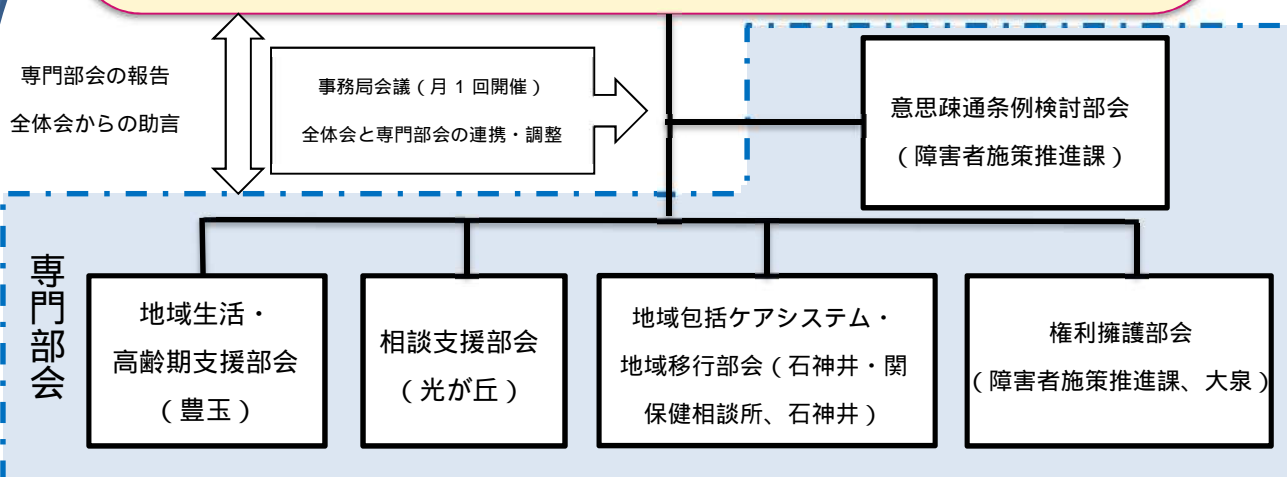 専門部会の報告
全体会からの助言
事務局会議（月１回開催）
全体会と専門部会の連携・調整
意思疎通条例検討部会
（障害者施策推進課）
専門部会
地域生活・
高齢期支援部会
（豊玉）
相談支援部会
（光が丘）
地域包括ケアシステム・
地域移行部会（石神井・関
保健相談所、石神井）
権利擁護部会
（障害者施策推進課、大泉）